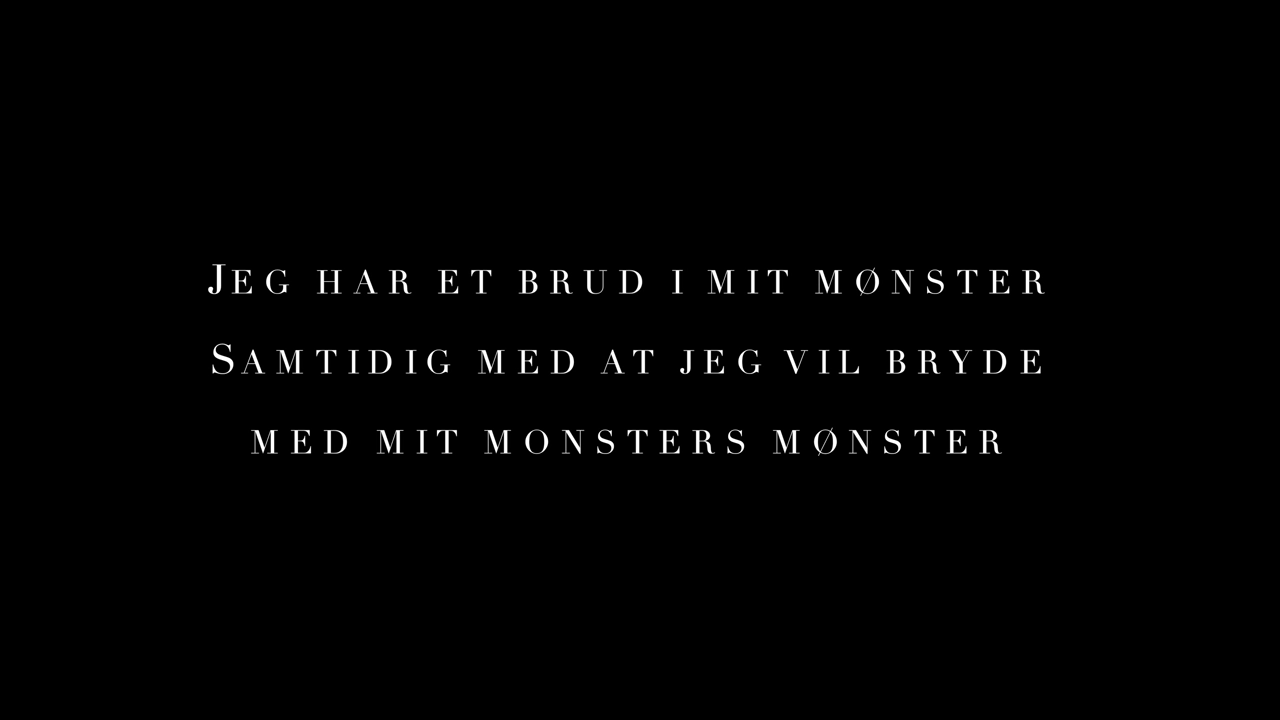 Jeg har et brud i mit mønster
Samtidig med at jeg vil bryde
med mit monsters mønster